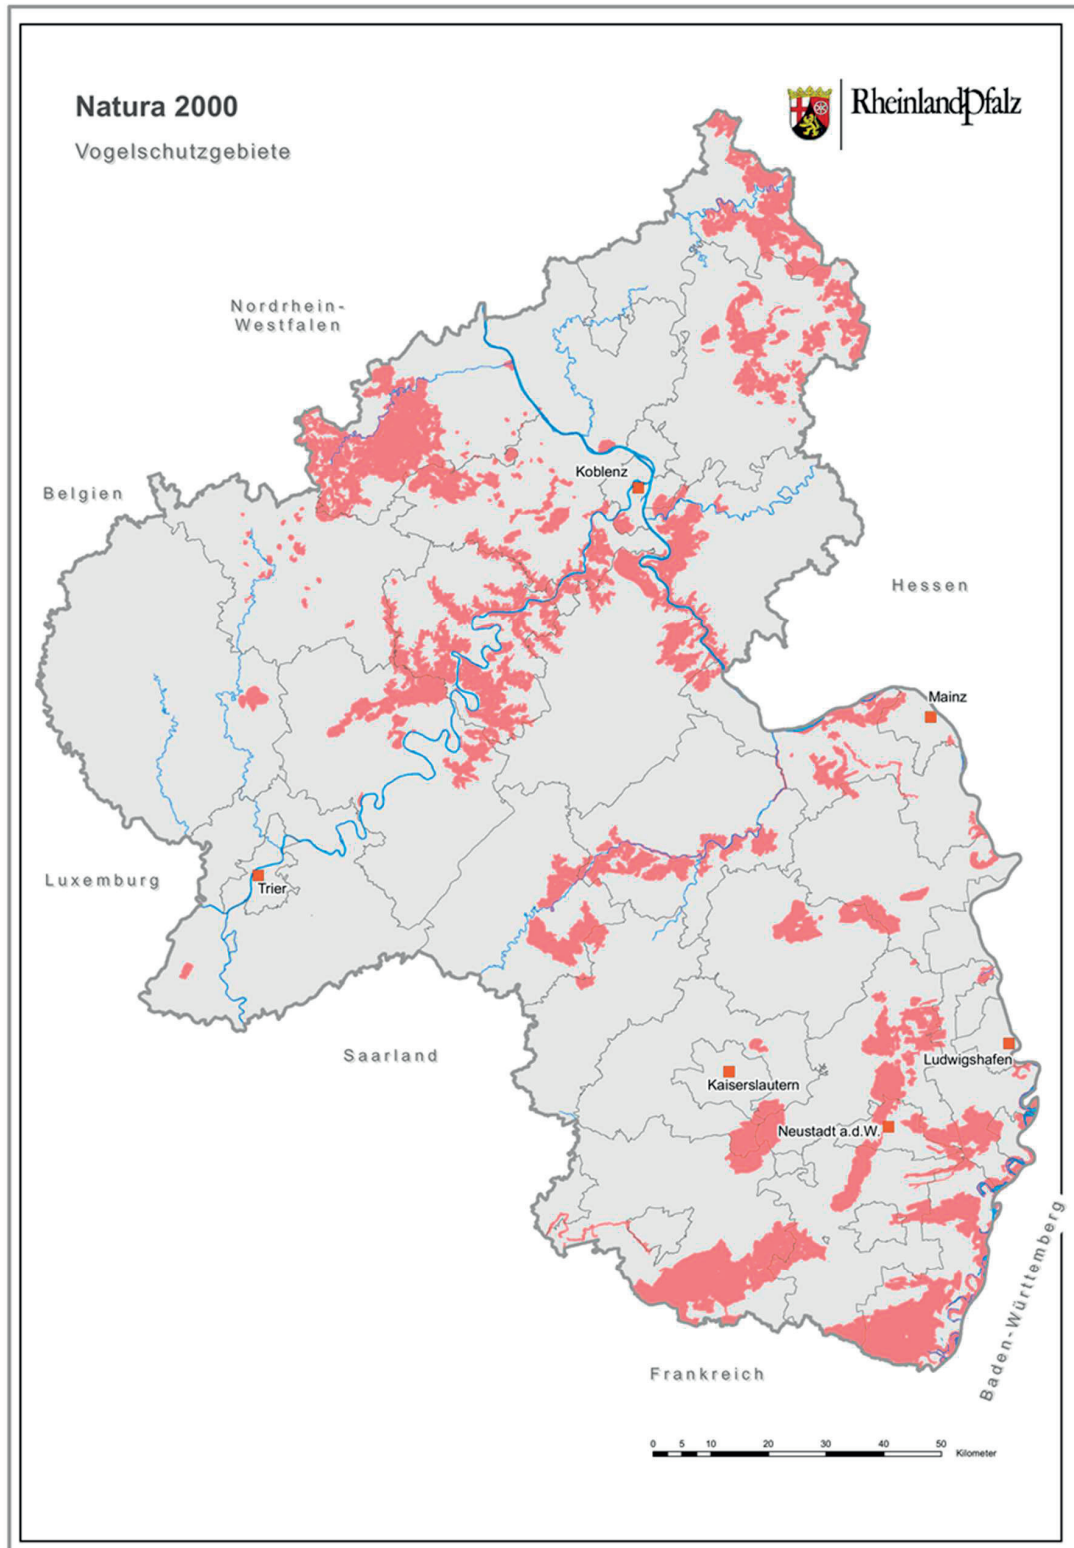 Natura 2000
Vogelschutzgebiete
RheinlandPfalz
Nordrhein-
Westfalen
Koblenz
Belgien
Hessen
Mainz
Luxemburg
Trier
Saarland
Ludwigshafen
Kaiserslautern
Neustadt a.d.W.
Baden-Württemberg
Frankreich
0 5 10 20 30 40 50
Kilometer